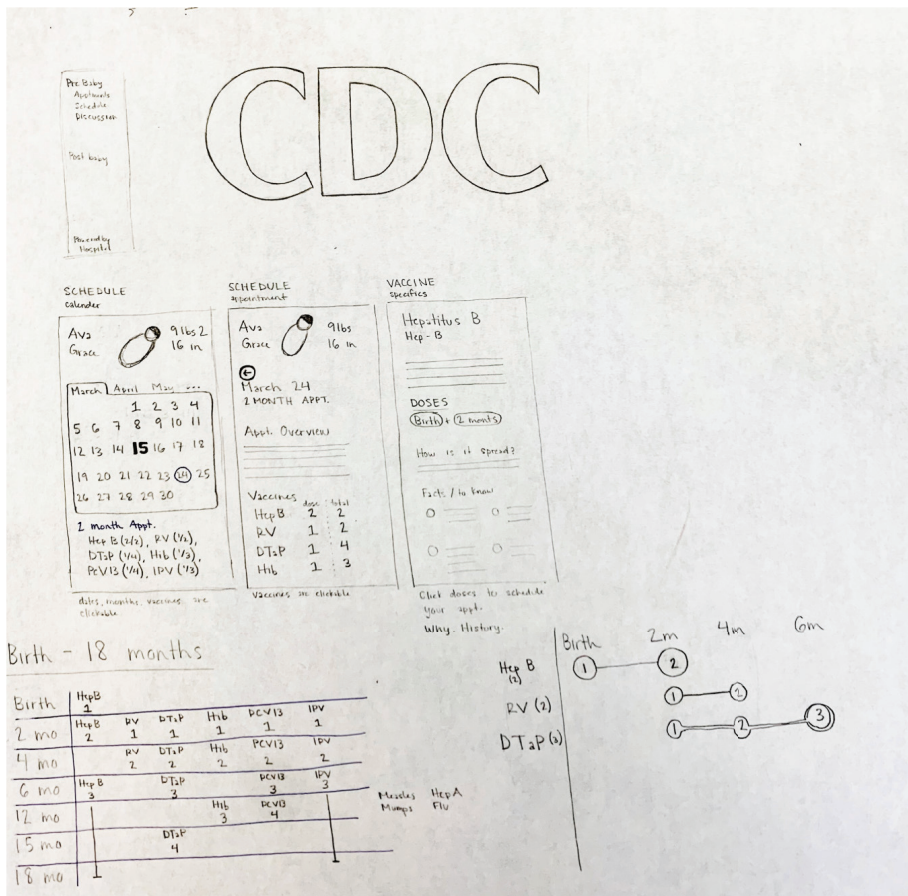 CDC
Pre Baby
Apptments
Schedule
Discussion
Post baby
Powered by
Hospital
SCHEDULE
calender
Ava
Grace
9 lbs 2
16 in
March April May ...
1 2 3 4
5 6 7 8 9 10 11
12 13 14 15 16 17 18
19 20 21 22 23 24 25
26 27 28 29 30
2 month Appt.
Hep B (2/2), RV (1/2),
DTaP (1/4), Hib (1/3)
PCV13 (1/4), IPV (1/3)
dates, months, vaccines are
clickable
SCHEDULE
appointment
Ava
Grace
9 lbs
16 in
March 24
2 MONTH APPT.
Appt. Overview
Vaccines dose total
Hep B 2 2
RV 1 2
DTaP 1 4
Hib 1 3
Vaccines are clickable
VACCINE
specifics
Hepatitus B
Hep - B
DOSES
Birth + 2 months
How is it spread?
Facts / to know
Click doses to schedule
your appt.
Why. History.
Birth - 18 months
Birth HepB
1
2 mo HepB RV DTaP Hib PCV13 IPV
2 1 1 1 1 1
4 mo RV DTaP Hib PCV13 IPV
2 2 2 2 2
6 mo HepB DTaP PCV13 IPV
3 3 3 3
12 mo Hib PCV13
3 4
15 mo DTaP
4
18 mo
Measles HepA
Mumps Flu
Birth 2m 4m 6m
Hep B
(2)
1 2
RV (2) 1 2
DTaP (3) 1 2 3